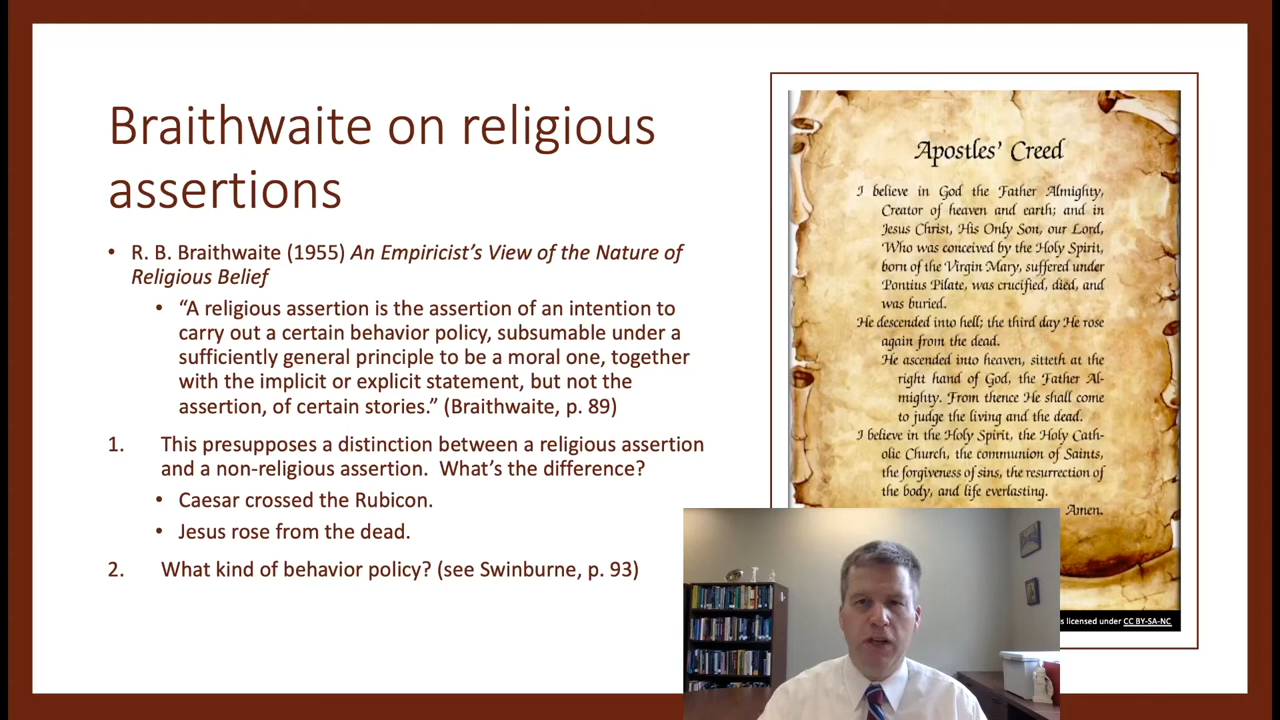 Braithwaite on religious
assertions
• R. B. Braithwaite (1955) An Empiricist's View of the Nature of
Religious Belief
• “A religious assertion is the assertion of an intention to
carry out a certain behavior policy, subsumable under a
sufficiently general principle to be a moral one, together
with the implicit or explicit statement, but not the
assertion, of certain stories.” (Braithwaite, p. 89)
1. This presupposes a distinction between a religious assertion
and a non-religious assertion. What's the difference?
• Caesar crossed the Rubicon.
• Jesus rose from the dead.
2. What kind of behavior policy? (see Swinburne, p. 93)
Apostles' Creed
I believe in God the Father Almighty,
Creator of heaven and earth; and in
Jesus Christ, His Only Son, our Lord,
Who was conceived by the Holy Spirit,
born of the Virgin Mary, suffered under
Pontius Pilate, was crucified, died, and
was buried.
He descended into hell; the third day He rose
again from the dead.
He ascended into heaven, sitteth at the
right hand of God, the Father Al-
mighty. From thence He shall come
to judge the living and the dead.
I believe in the Holy Spirit, the Holy Cath-
olic Church, the communion of Saints,
the forgiveness of sins, the resurrection of
the body, and life everlasting.
Amen.
licensed under CC BY-SA-NC